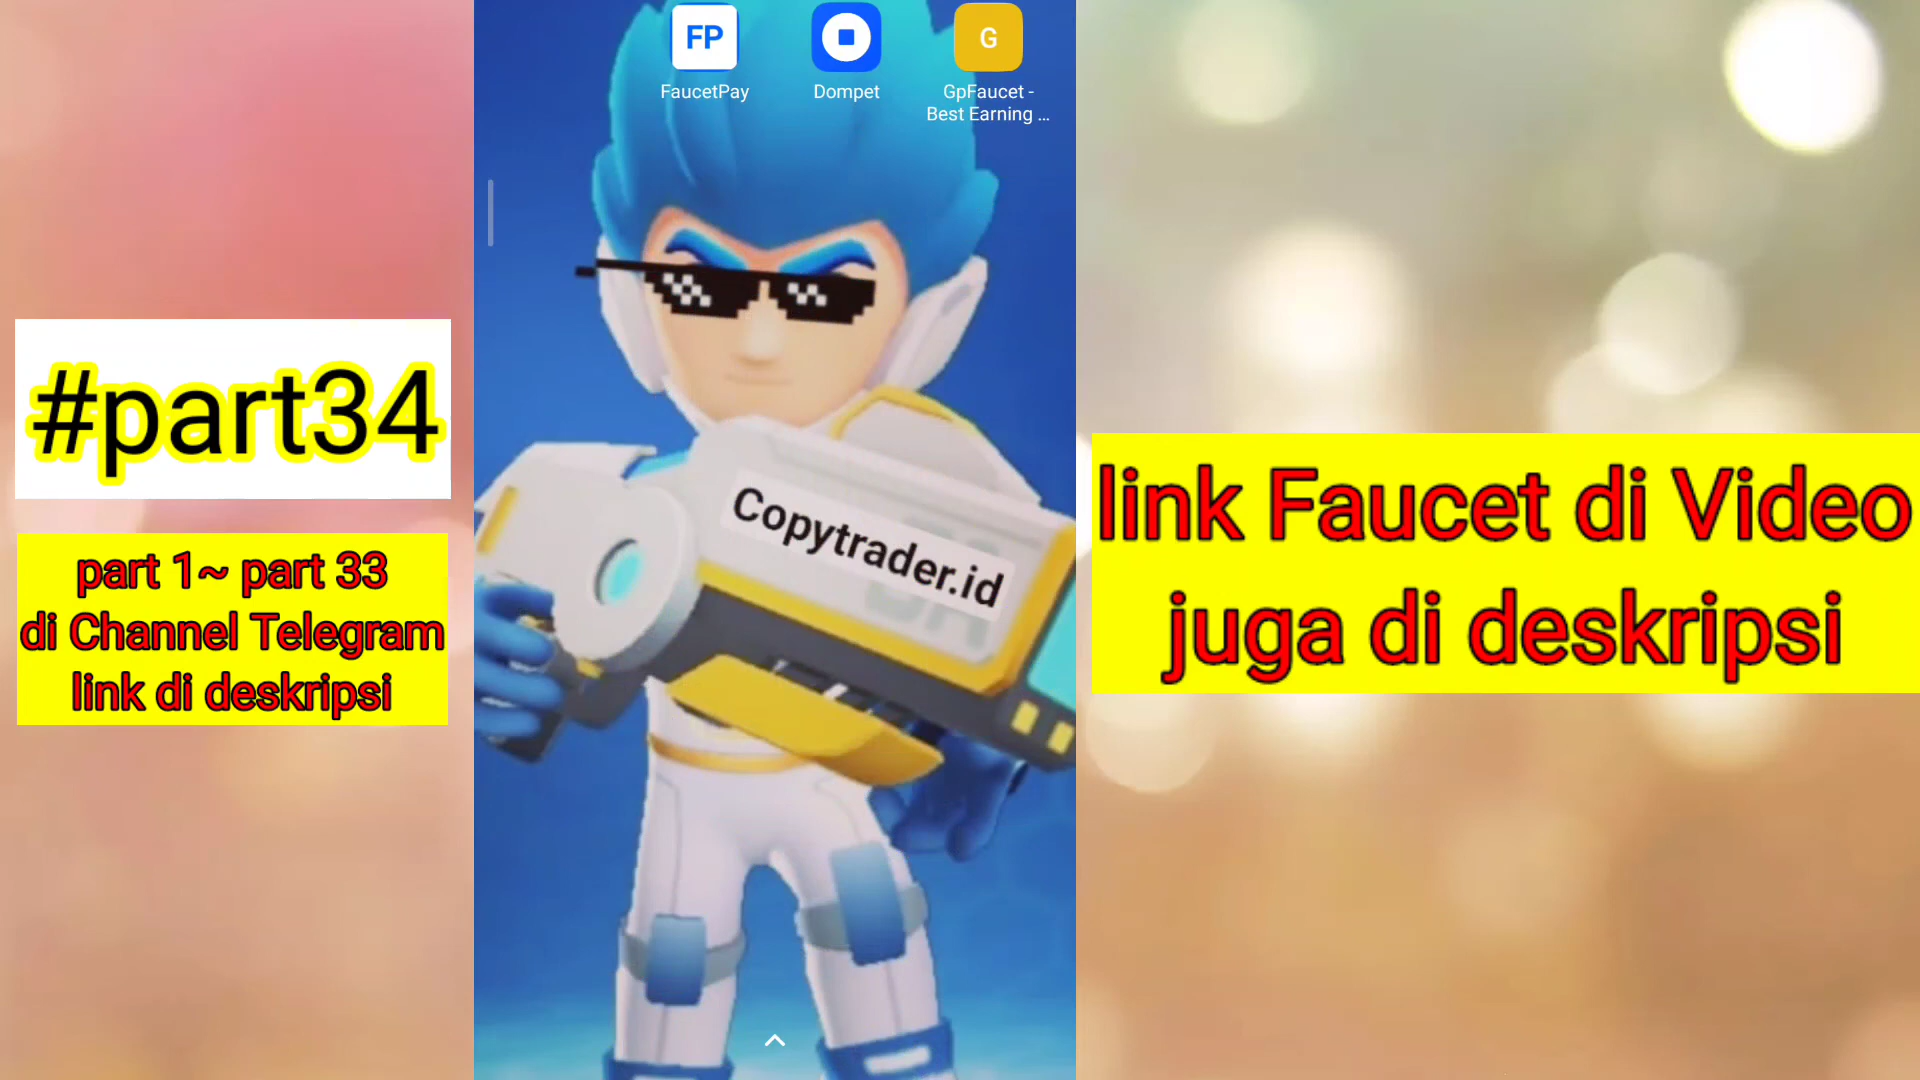 FP
FaucetPay
Dompet
G
GpFaucet -
Best Earning ...
#part34
part 1~ part 33
di Channel Telegram
link di deskripsi
Copytrader.id
link Faucet di Video
juga di deskripsi